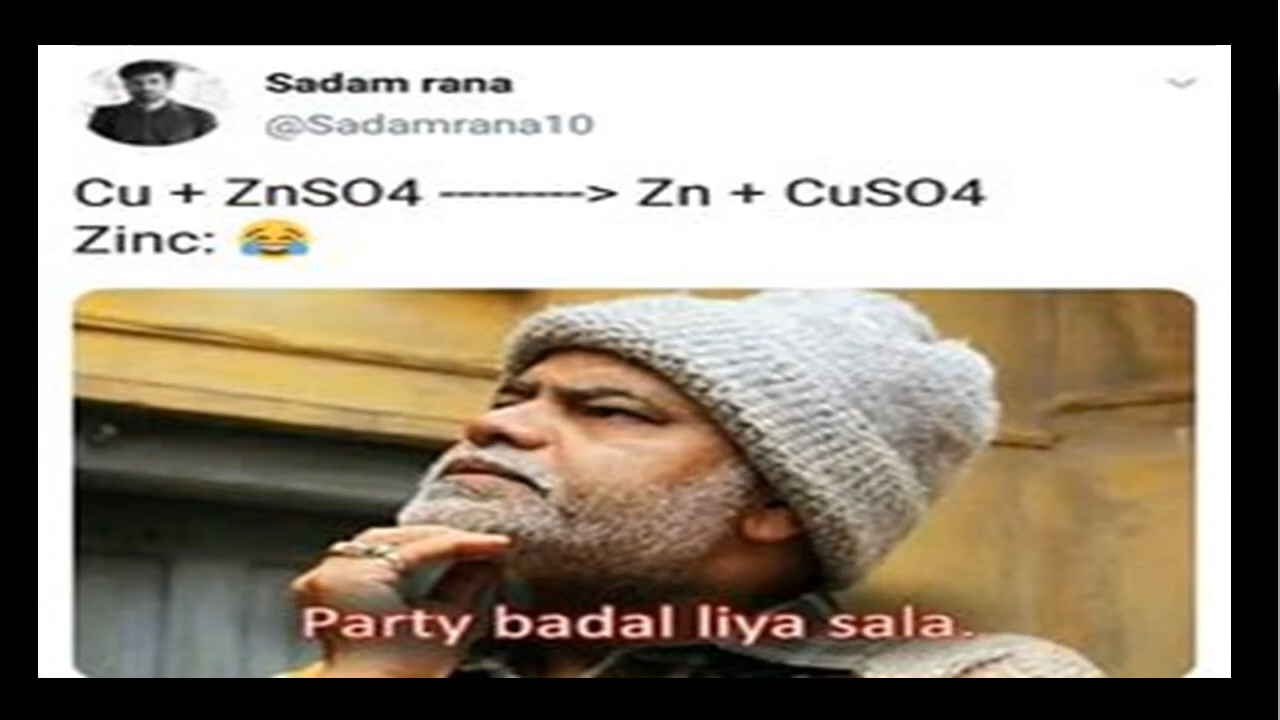 Sadam rana
@Sadamrana10
Cu + ZnSO4 --------> Zn + CuSO4
Zinc: 😂
Party badal liya sala.